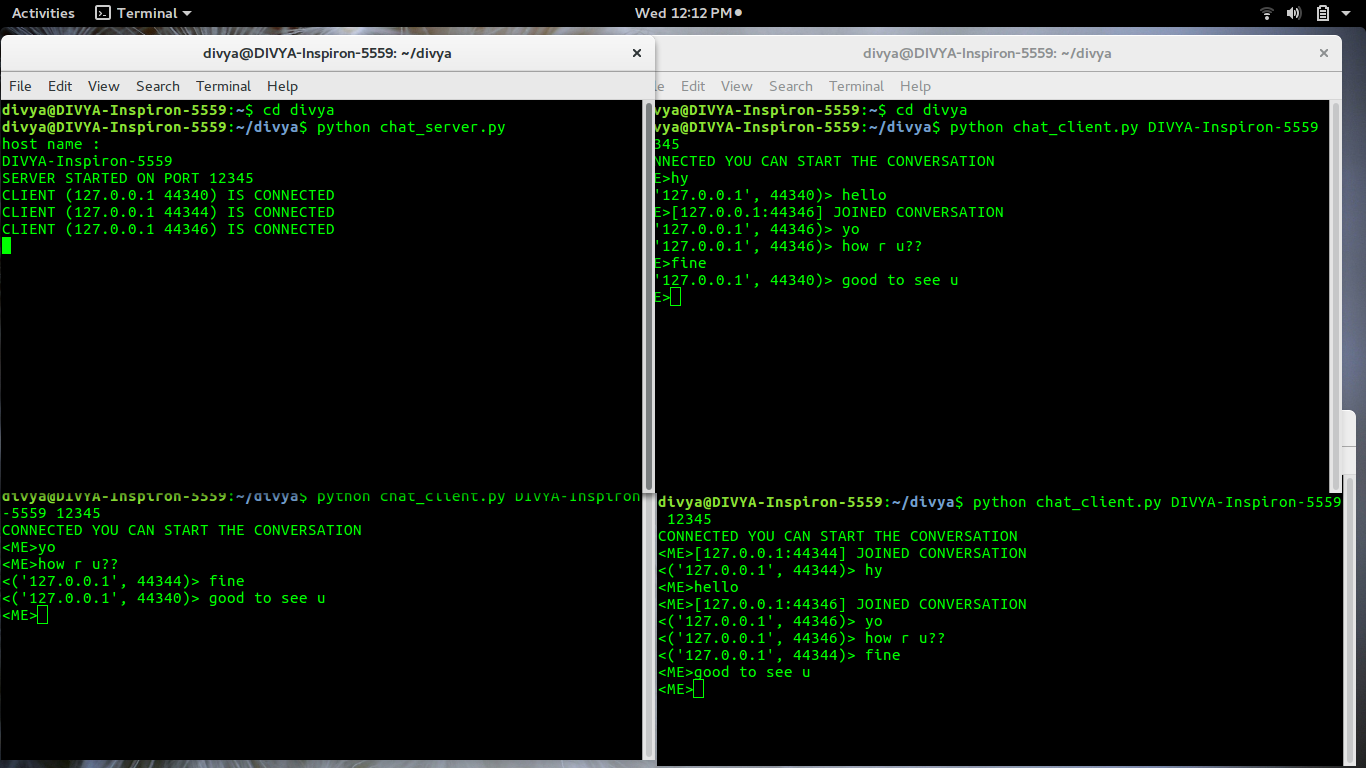 Activities Terminal Wed 12:12 PM
divya@DIVYA-Inspiron-5559: ~/divya
File Edit View Search Terminal Help
divya@DIVYA-Inspiron-5559:~$ cd divya
divya@DIVYA-Inspiron-5559:~/divya$ python chat_server.py
host name :
DIVYA-Inspiron-5559
SERVER STARTED ON PORT 12345
CLIENT (127.0.0.1 44340) IS CONNECTED
CLIENT (127.0.0.1 44344) IS CONNECTED
CLIENT (127.0.0.1 44346) IS CONNECTED
divya@DIVYA-Inspiron-5559: ~/divya
le Edit View Search Terminal Help
vya@DIVYA-Inspiron-5559:~$ cd divya
vya@DIVYA-Inspiron-5559:~/divya$ python chat_client.py DIVYA-Inspiron-5559
345
NNECTED YOU CAN START THE CONVERSATION
E>hy
'127.0.0.1', 44340)> hello
E>[127.0.0.1:44346] JOINED CONVERSATION
'127.0.0.1', 44346)> yo
'127.0.0.1', 44346)> how r u??
E>fine
'127.0.0.1', 44340)> good to see u
E>
divya@DIVYA-Inspiron-5559:~/divya$ python chat_client.py DIVYA-Inspiron
-5559 12345
CONNECTED YOU CAN START THE CONVERSATION
<ME>yo
<ME>how r u??
<('127.0.0.1', 44344)> fine
<('127.0.0.1', 44340)> good to see u
<ME>
divya@DIVYA-Inspiron-5559:~/divya$ python chat_client.py DIVYA-Inspiron-5559
12345
CONNECTED YOU CAN START THE CONVERSATION
<ME>[127.0.0.1:44344] JOINED CONVERSATION
<('127.0.0.1', 44344)> hy
<ME>hello
<ME>[127.0.0.1:44346] JOINED CONVERSATION
<('127.0.0.1', 44346)> yo
<('127.0.0.1', 44346)> how r u??
<('127.0.0.1', 44344)> fine
<ME>good to see u
<ME>